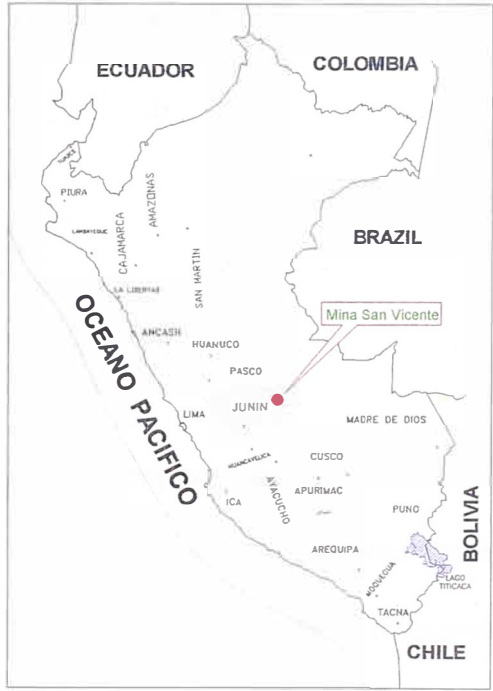 ECUADOR
COLOMBIA
TUMBES
PIURA
LAMBAYEQUE
CAJAMARCA
AMAZONAS
SAN MARTIN
BRAZIL
LA LIBERTAD
ANCASH
HUANUCO
Mina San Vicente
PASCO
OCEANO PACIFICO
LIMA
JUNIN
MADRE DE DIOS
HUANCAVELICA
CUSCO
AYACUCHO
APURIMAC
ICA
PUNO
BOLIVIA
AREQUIPA
MOQUEGUA
LAGO
TITICACA
TACNA
CHILE